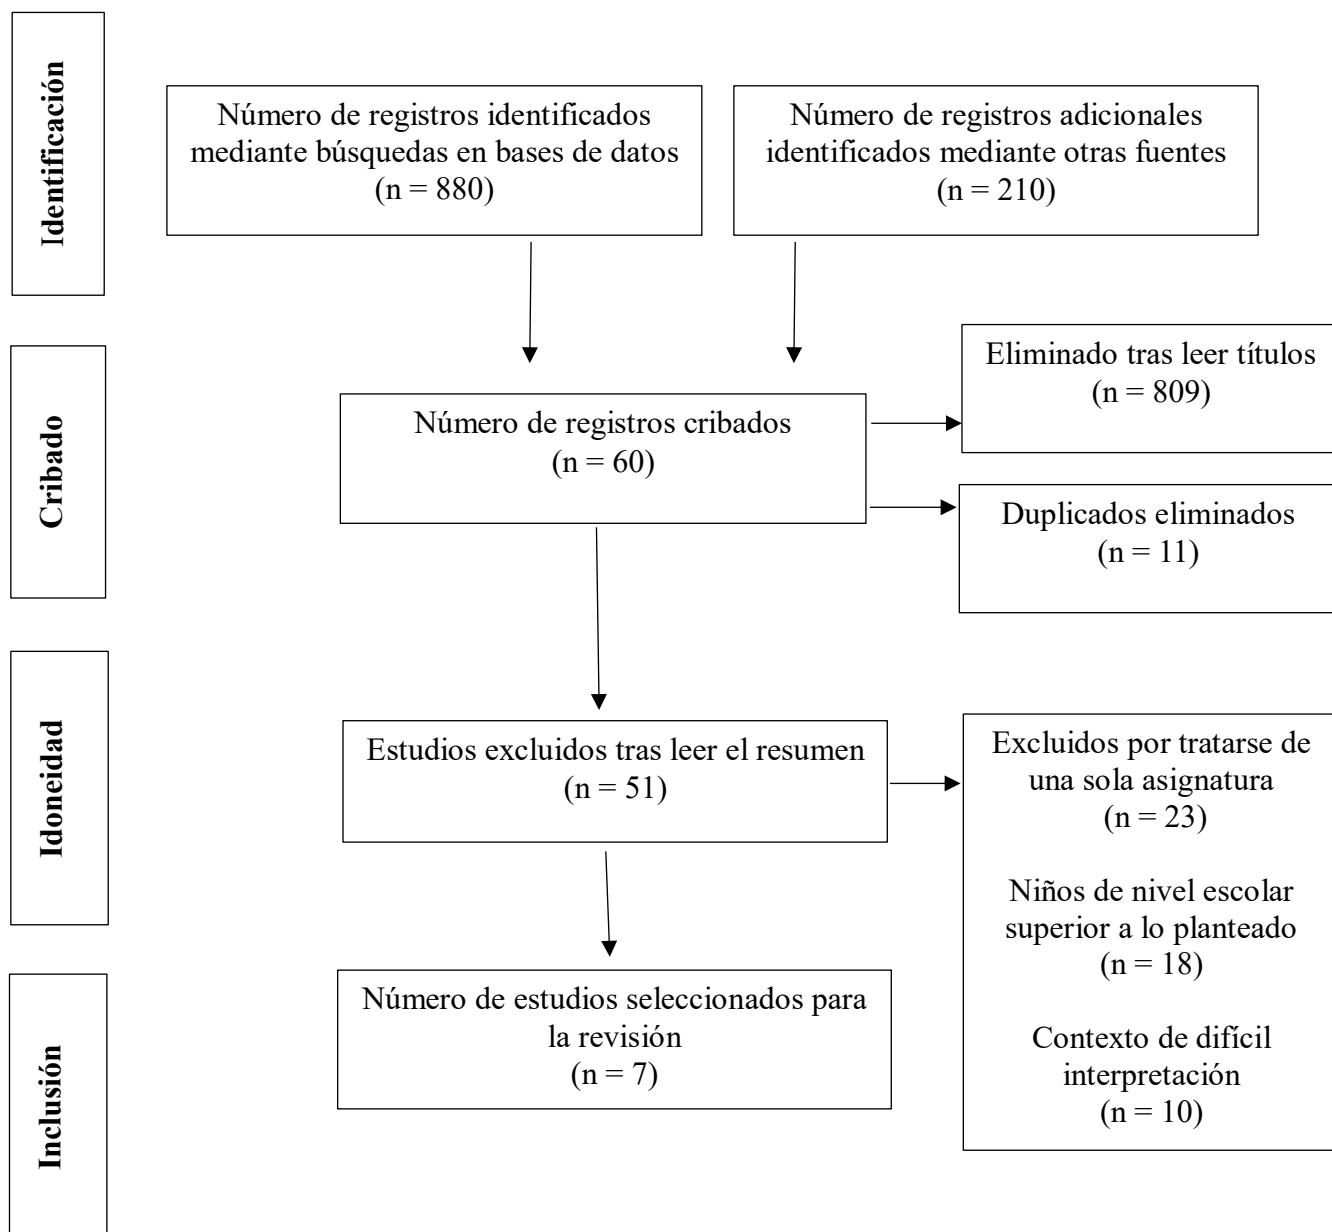 Identificación
Número de registros identificados
mediante búsquedas en bases de datos
(n = 880)
Número de registros adicionales
identificados mediante otras fuentes
(n = 210)
Cribado
Número de registros cribados
(n = 60)
Eliminado tras leer títulos
(n = 809)
Duplicados eliminados
(n = 11)
Idoneidad
Estudios excluidos tras leer el resumen
(n = 51)
Excluidos por tratarse de
una sola asignatura
(n = 23)
Niños de nivel escolar
superior a lo planteado
(n = 18)
Contexto de difícil
interpretación
(n = 10)
Inclusión
Número de estudios seleccionados para
la revisión
(n = 7)